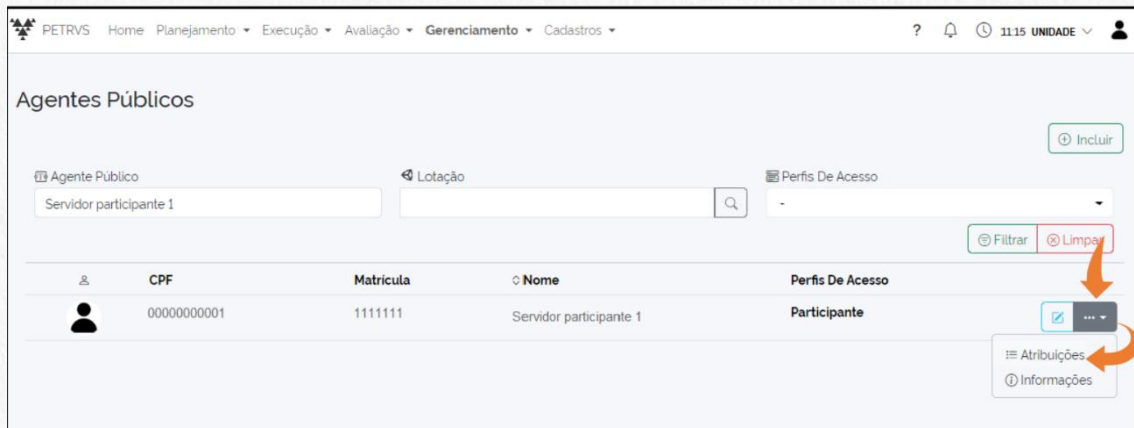 PETRVS Home Planejamento Execução Avaliação Gerenciamento Cadastros ? 11:15 UNIDADE
Agentes Públicos
Incluir
Agente Público Lotação Perfis De Acesso
Servidor participante 1 -
Filtrar Limpar
CPF Matrícula Nome Perfis De Acesso
00000000001 1111111 Servidor participante 1 Participante
Atribuições
Informações